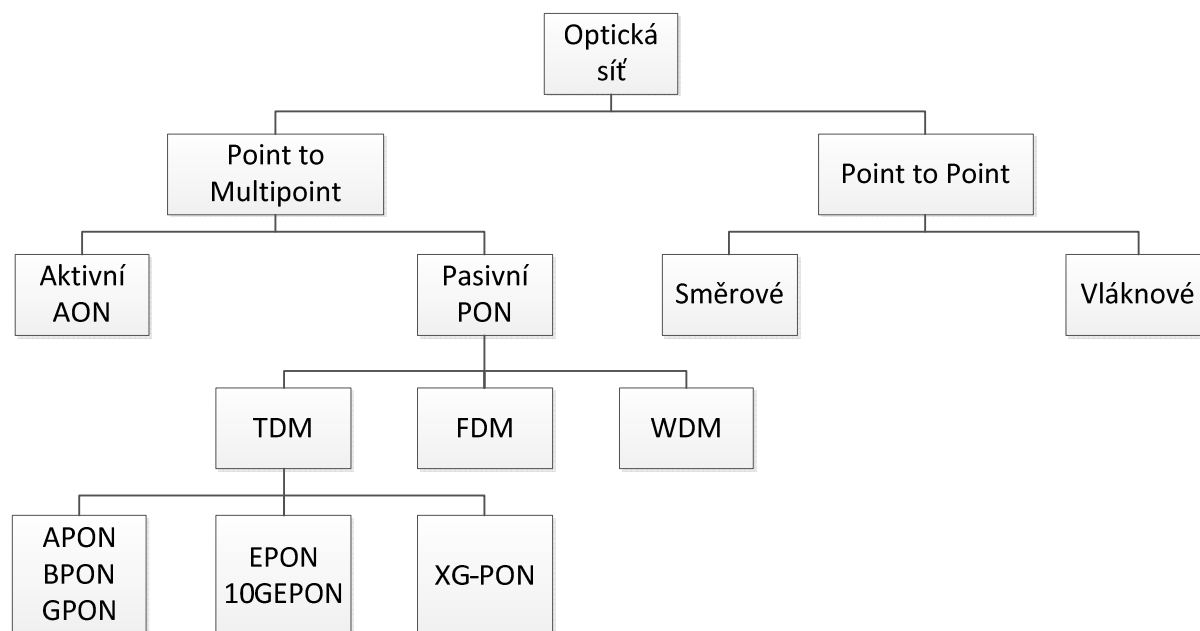 Optická
síť
Point to
Multipoint
Point to Point
Aktivní
AON
Pasivní
PON
Směrové
Vláknové
TDM
FDM
WDM
APON
BPON
GPON
EPON
10GEPON
XG-PON